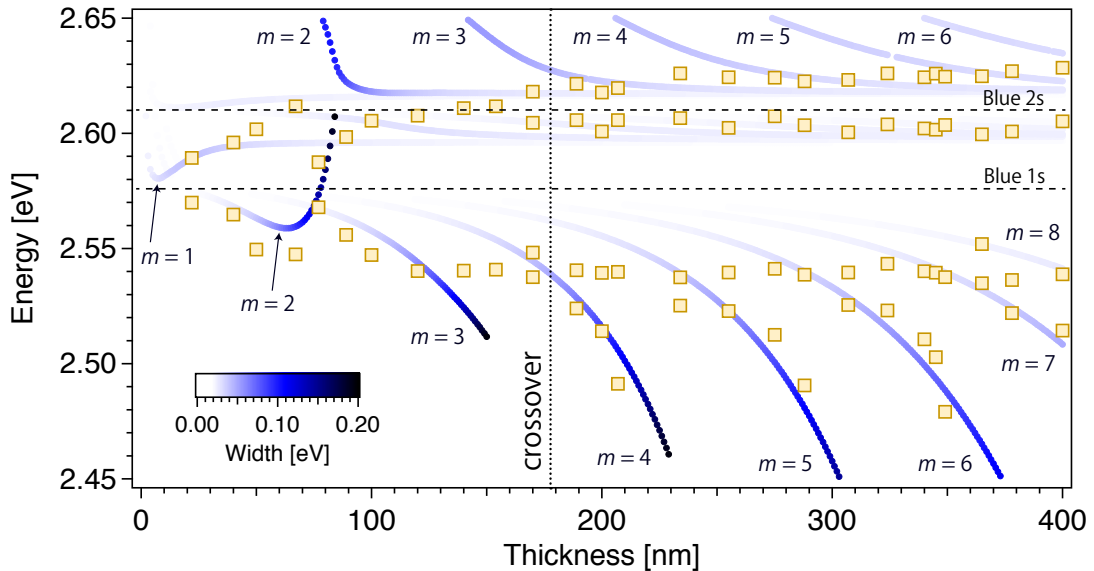 2.65
2.60
2.55
2.50
2.45
Energy [eV]
m = 2
m = 3
m = 4
m = 5
m = 6
Blue 2s
Blue 1s
m = 1
m = 2
m = 3
m = 8
m = 7
m = 4
m = 5
m = 6
crossover
0.00 0.20
Width [eV]
0 100 200 300 400
Thickness [nm]